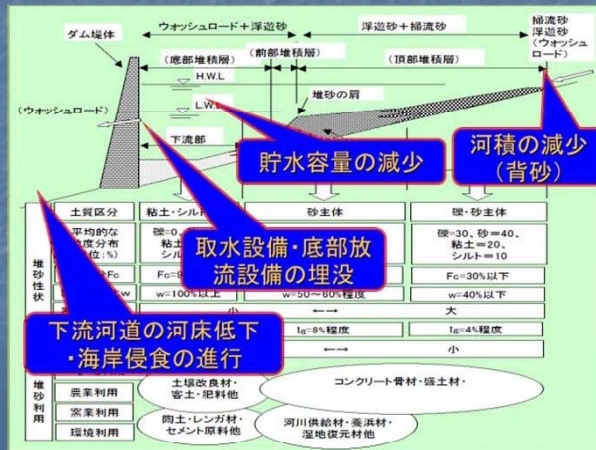 ウォッシュロード＋浮遊砂
浮遊砂＋掃流砂
掃流砂
浮遊砂
(ウォッシュ
ロード)
ダム堤体
(底部堆積層)
(前部堆積層)
(頂部堆積層)
H.W.L
L.W.L
堆砂の肩
(ウォッシュロード)
下流部
貯水容量の減少
河積の減少
(背砂)
土質区分
粘土・シルト
砂主体
礫・砂主体
平均的な
礫=0、
礫=30、砂=40、
粘土=20、
シルト=10
取水設備・底部放
流設備の埋没
堆砂性状
Fc=30%以下
w=100%以上
w=50～60%程度
w=40%以下
小
←→
大
下流河道の河床低下
・海岸侵食の進行
Ig=8%程度
Ig=4%程度
←→
小
堆砂利用
農業利用
窯業利用
環境利用
土壌改良材・
客土・肥料他
コンクリート骨材・盛土材・
陶土・レンガ材・
セメント原料他
河川供給材・養浜材・
湿地復元材他